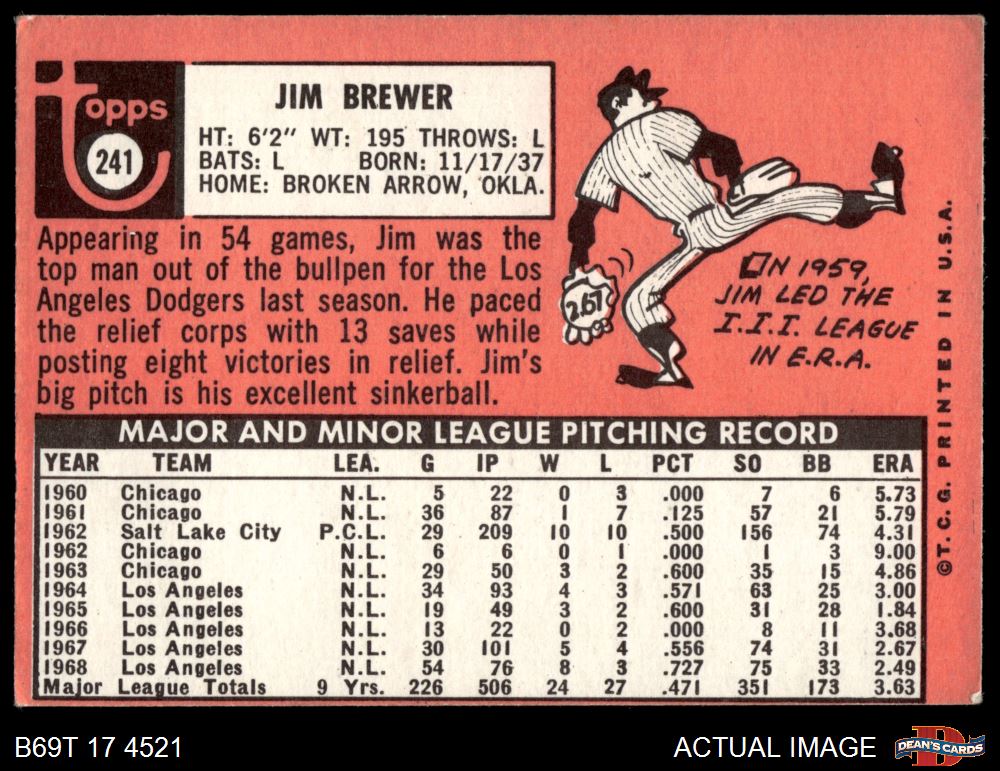 Topps
241
JIM BREWER
HT: 6'2" WT: 195 THROWS: L
BATS: L BORN: 11/17/37
HOME: BROKEN ARROW, OKLA.
Appearing in 54 games, Jim was the
top man out of the bullpen for the Los
Angeles Dodgers last season. He paced
the relief corps with 13 saves while
posting eight victories in relief. Jim's
big pitch is his excellent sinkerball.
2.67
ON 1959,
JIM LED THE
I.I.I. LEAGUE
IN E.R.A.
©T.C.G. PRINTED IN U.S.A.
MAJOR AND MINOR LEAGUE PITCHING RECORD
YEAR TEAM LEA. G IP W L PCT SO BB ERA
1960 Chicago N.L. 5 22 0 3 .000 7 6 5.73
1961 Chicago N.L. 36 87 1 7 .125 57 21 5.79
1962 Salt Lake City P.C.L. 29 209 10 10 .500 156 74 4.31
1962 Chicago N.L. 6 6 0 1 .000 1 3 9.00
1963 Chicago N.L. 29 50 3 2 .600 35 15 4.86
1964 Los Angeles N.L. 34 93 4 3 .571 63 25 3.00
1965 Los Angeles N.L. 19 49 3 2 .600 31 28 1.84
1966 Los Angeles N.L. 13 22 0 2 .000 8 11 3.68
1967 Los Angeles N.L. 30 101 5 4 .556 74 31 2.67
1968 Los Angeles N.L. 54 76 8 3 .727 75 33 2.49
Major League Totals 9 Yrs. 226 506 24 27 .471 351 173 3.63
B69T 17 4521
ACTUAL IMAGE
D
DEAN'S CARDS